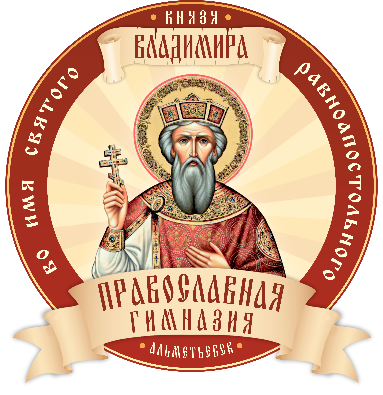 во имя святого
равноапостольного
князя
Владимира
Православная
гимназия
Альметьевск